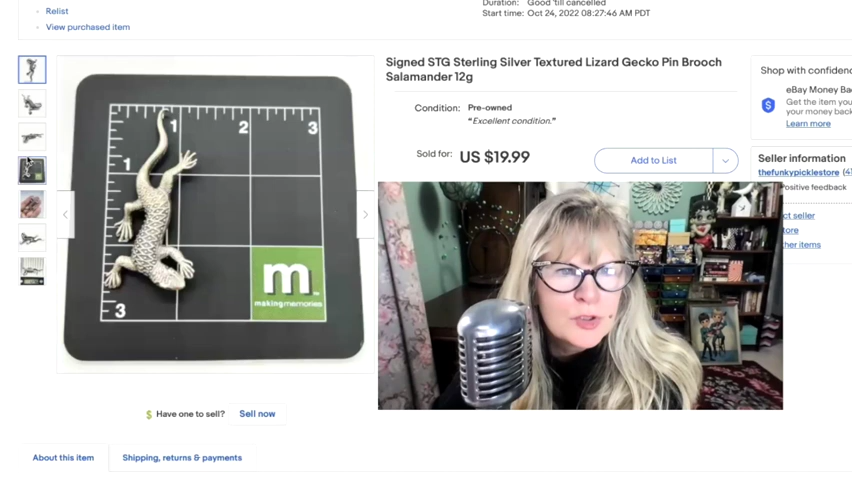 Relist
View purchased item
Duration: Good 'till cancelled
Start time: Oct 24, 2022 08:27:46 AM PDT
Signed STG Sterling Silver Textured Lizard Gecko Pin Brooch
Salamander 12g
Condition: Pre-owned
"Excellent condition."
Sold for: US $19.99
Add to List
Shop with confidenc
eBay Money Ba
Get the item you
your money back
Learn more
Seller information
thefunkypicklestore (4
Positive feedback
ct seller
tore
her items
1
2
3
1
3
m
makingmemories
$ Have one to sell? Sell now
About this item
Shipping, returns & payments